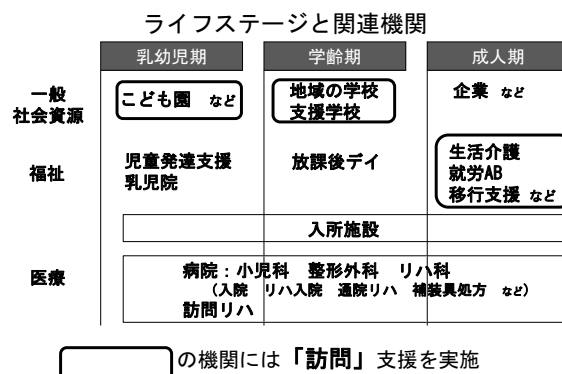 ライフステージと関連機関
乳幼児期 学齢期 成人期
一般
社会資源
こども園 など
地域の学校
支援学校
企業 など
福祉
児童発達支援
乳児院
放課後デイ
生活介護
就労AB
移行支援 など
入所施設
医療
病院：小児科 整形外科 リハ科
（入院 リハ入院 通院リハ 補装具処方 など）
訪問リハ
の機関には「訪問」支援を実施